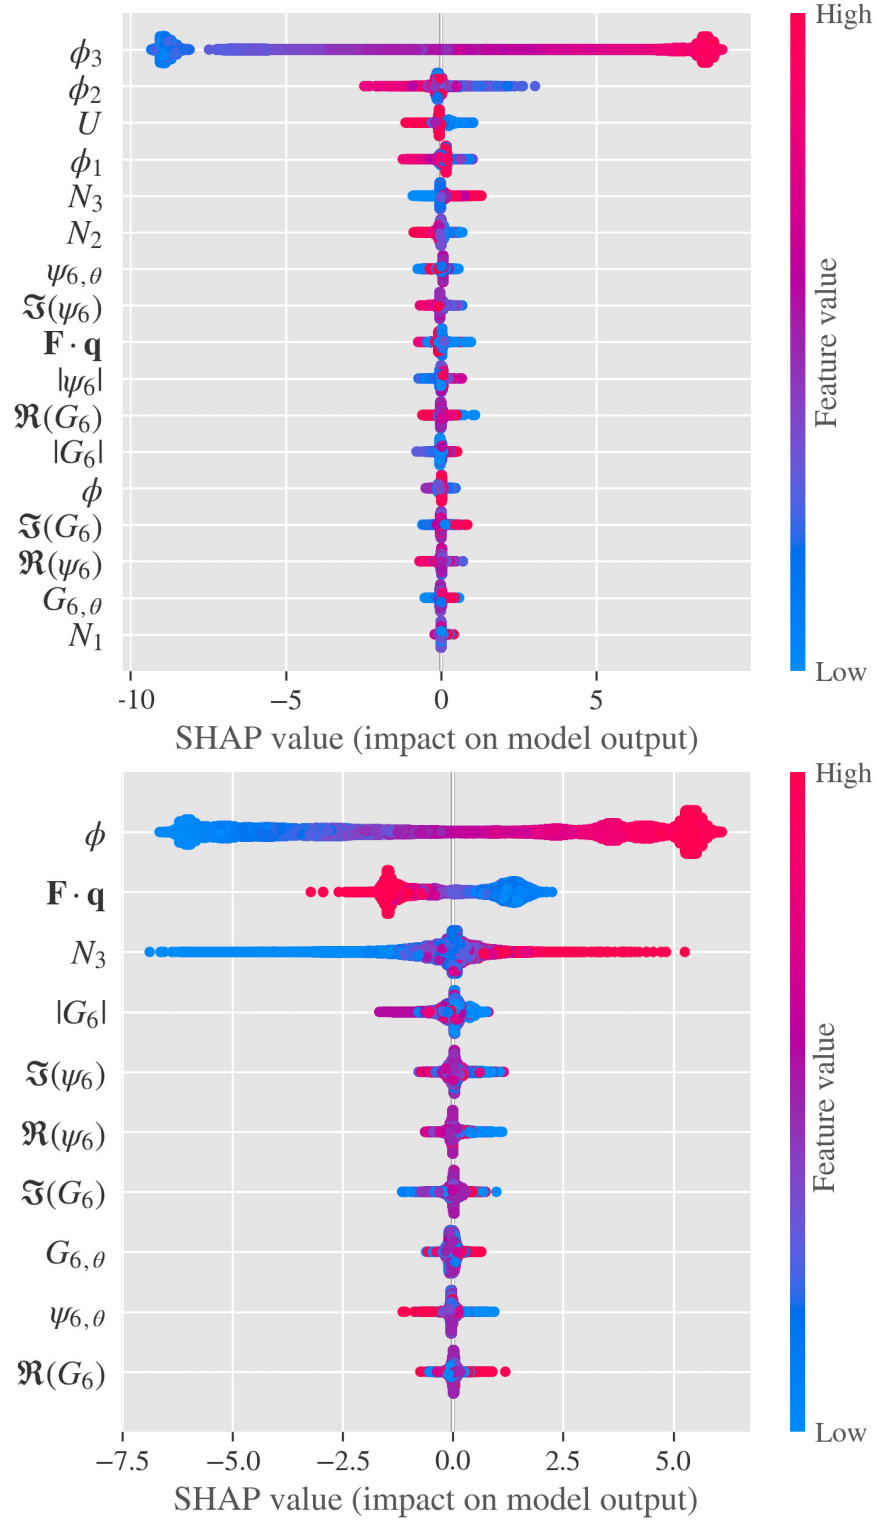 High
ϕ₃
ϕ₂
U
ϕ₁
N₃
N₂
ψ₆,θ
ℑ(ψ₆)
F · q
|ψ₆|
ℜ(G₆)
|G₆|
ϕ
ℑ(G₆)
ℜ(ψ₆)
G₆,θ
N₁
Feature value
Low
-10 −5 0 5
SHAP value (impact on model output)
High
ϕ
F · q
N₃
|G₆|
ℑ(ψ₆)
ℜ(ψ₆)
ℑ(G₆)
G₆,θ
ψ₆,θ
ℜ(G₆)
Feature value
Low
−7.5 −5.0 −2.5 0.0 2.5 5.0
SHAP value (impact on model output)